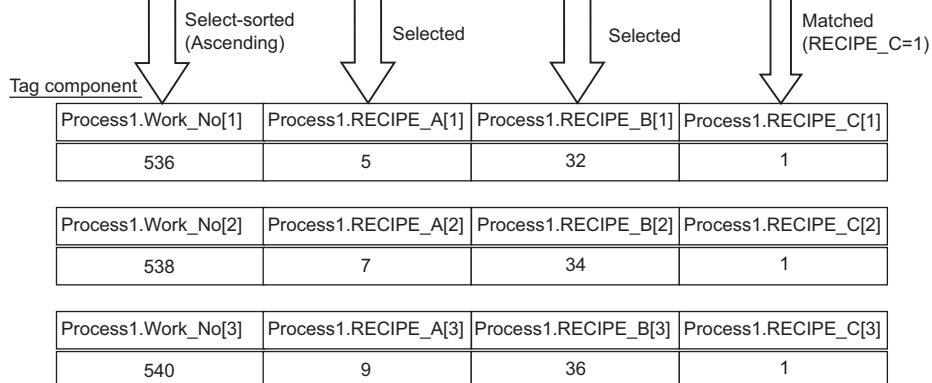 Select-sorted
(Ascending)
Selected
Selected
Matched
(RECIPE_C=1)
Tag component
Process1.Work_No[1] Process1.RECIPE_A[1] Process1.RECIPE_B[1] Process1.RECIPE_C[1]
536 5 32 1
Process1.Work_No[2] Process1.RECIPE_A[2] Process1.RECIPE_B[2] Process1.RECIPE_C[2]
538 7 34 1
Process1.Work_No[3] Process1.RECIPE_A[3] Process1.RECIPE_B[3] Process1.RECIPE_C[3]
540 9 36 1